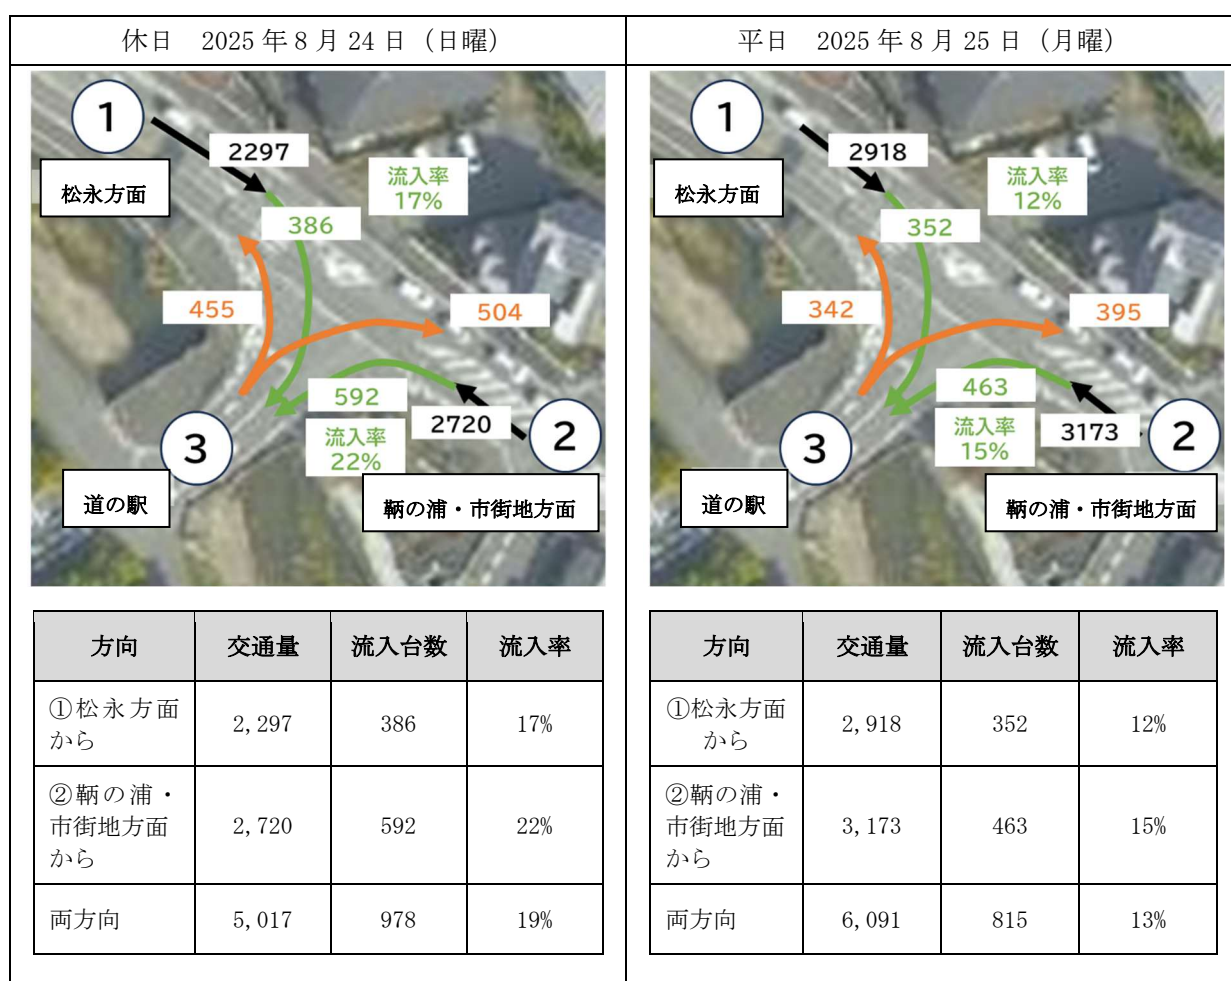 休日　2025年8月24日（日曜）
1
2297
松永方面
流入率
17%
386
455
504
592
流入率
22%
2720
2
3
道の駅
鞆の浦・市街地方面
方向 交通量 流入台数 流入率
①松永方面
から
2,297 386 17%
②鞆の浦・
市街地方面
から
2,720 592 22%
両方向 5,017 978 19%
平日　2025年8月25日（月曜）
1
2918
松永方面
流入率
12%
352
342
395
463
流入率
15%
3173
2
3
道の駅
鞆の浦・市街地方面
方向 交通量 流入台数 流入率
①松永方面
から
2,918 352 12%
②鞆の浦・
市街地方面
から
3,173 463 15%
両方向 6,091 815 13%